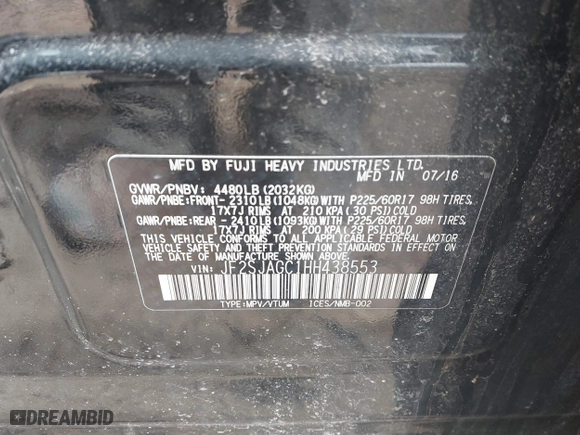 MFD BY FUJI HEAVY INDUSTRIES LTD.
MFD IN 07/16
GVWR/PNBV: 4480LB(2032KG)
GAWR/PNBE:FRONT- 2310LB(1048KG)WITH P225/60R17 98H TIRES,
17X7J RIMS AT 210 KPA(30 PSI)COLD
GAWR/PNBE:REAR -2410LB(1093KG)WITH P225/60R17 98H TIRES,
17X7J RIMS AT 200 KPA(29 PSI)COLD
THIS VEHICLE CONFORMS TO ALL APPLICABLE U.S. FEDERAL MOTOR
VEHICLE SAFETY, BUMPER, AND THEFT PREVENTION STANDARDS IN EFFECT
ON THE DATE OF MANUFACTURE SHOWN ABOVE.
VIN: JF2SJAGC1HH438553
TYPE:MPV/VTUM ICES/NMB-002
DREAMBID